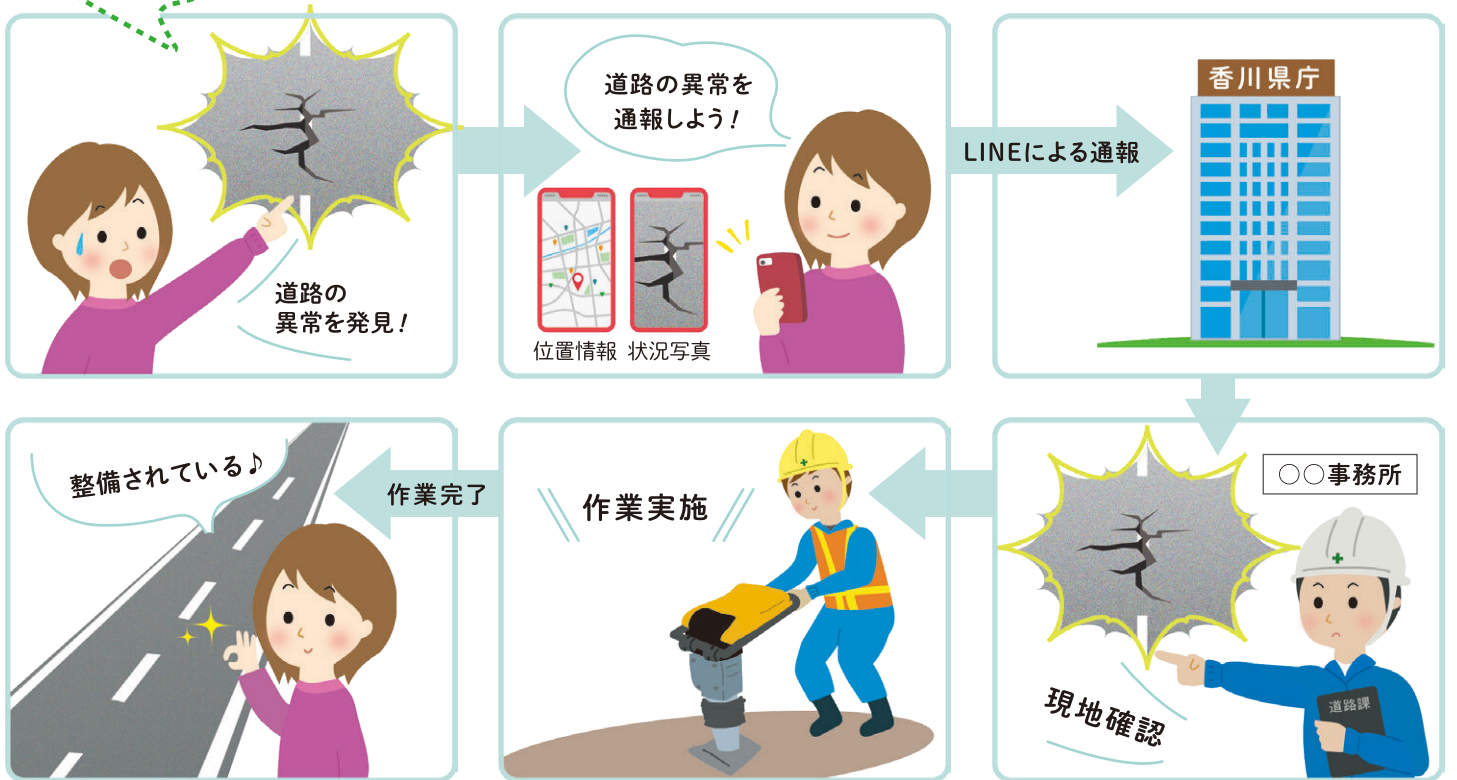 道路の
異常を発見！
道路の異常を
通報しよう！
位置情報
状況写真
LINEによる通報
香川県庁
○○事務所
道路課
現地確認
作業実施
作業完了
整備されている♪